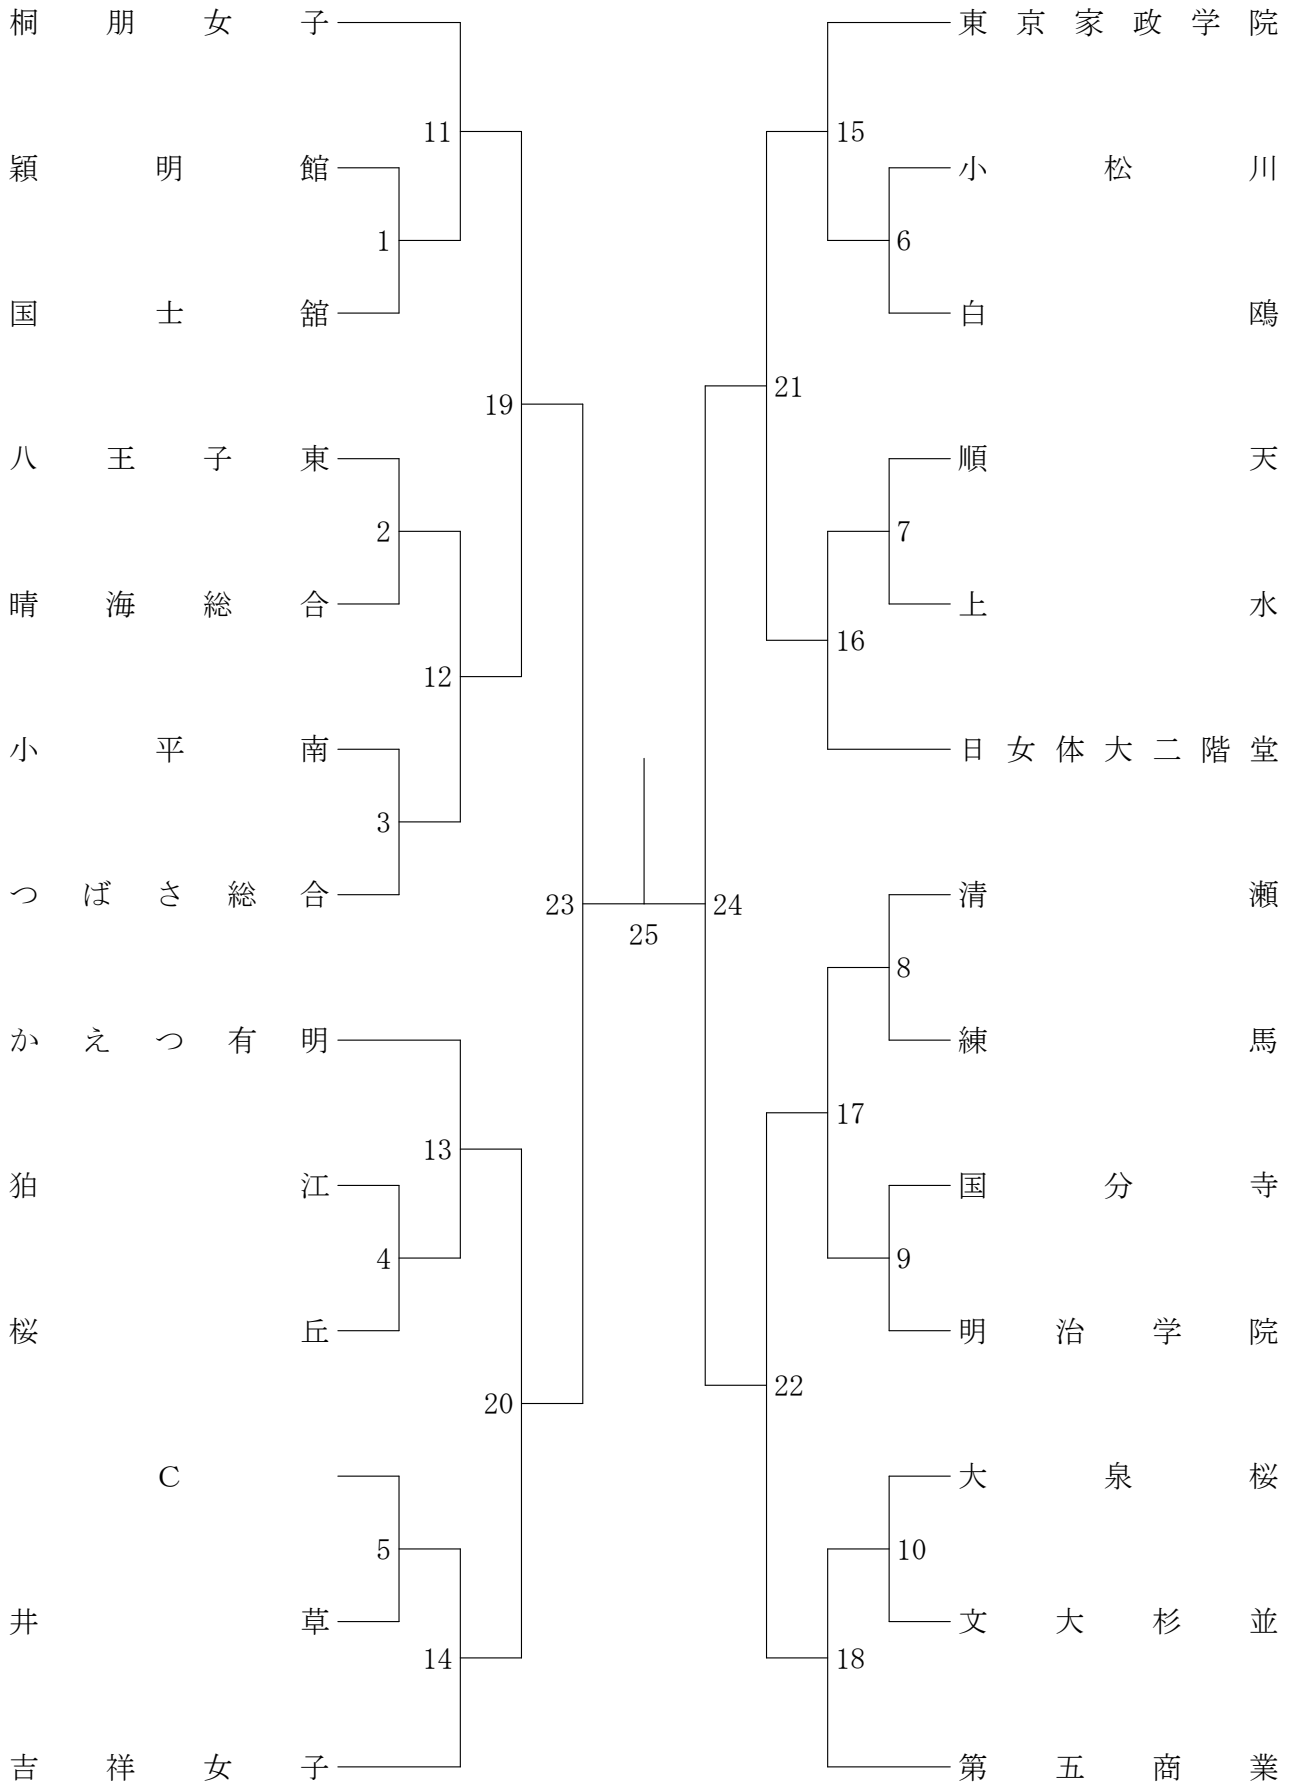 桐朋女子
東京家政学院
11
15
穎明館
小松川
1
6
国士舘
白鴎
21
19
八王子東
順天
2
7
晴海総合
上水
16
12
小平南
日女体大二階堂
3
つばさ総合
清瀬
23
24
25
8
かえつ有明
練馬
17
13
狛江
国分寺
4
9
桜丘
明治学院
22
20
C
大泉桜
5
10
井草
文大杉並
14
18
吉祥女子
第五商業